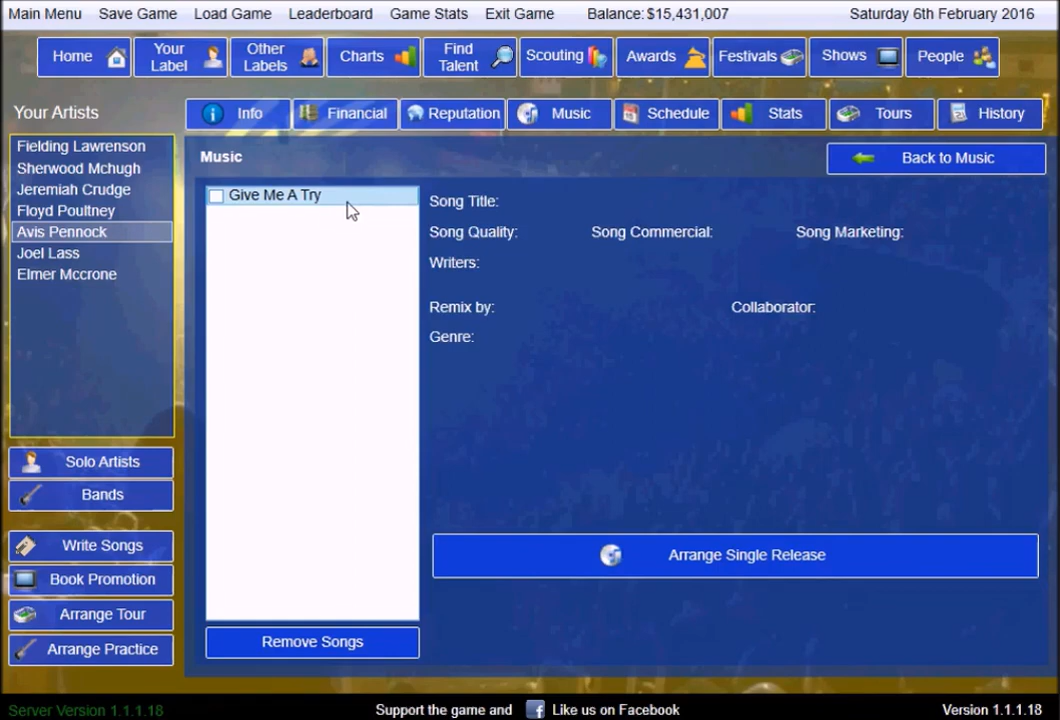 Main Menu Save Game Load Game Leaderboard Game Stats Exit Game Balance: $15,431,007 Saturday 6th February 2016
Home Your Label Other Labels Charts Find Talent Scouting Awards Festivals Shows People
Your Artists
Info Financial Reputation Music Schedule Stats Tours History
Fielding Lawrenson
Sherwood Mchugh
Jeremiah Crudge
Floyd Poultney
Avis Pennock
Joel Lass
Elmer Mccrone
Music
Back to Music
Give Me A Try
Song Title:
Song Quality: Song Commercial: Song Marketing:
Writers:
Remix by: Collaborator:
Genre:
Arrange Single Release
Remove Songs
Solo Artists
Bands
Write Songs
Book Promotion
Arrange Tour
Arrange Practice
Server Version 1.1.1.18 Support the game and f Like us on Facebook Version 1.1.1.18